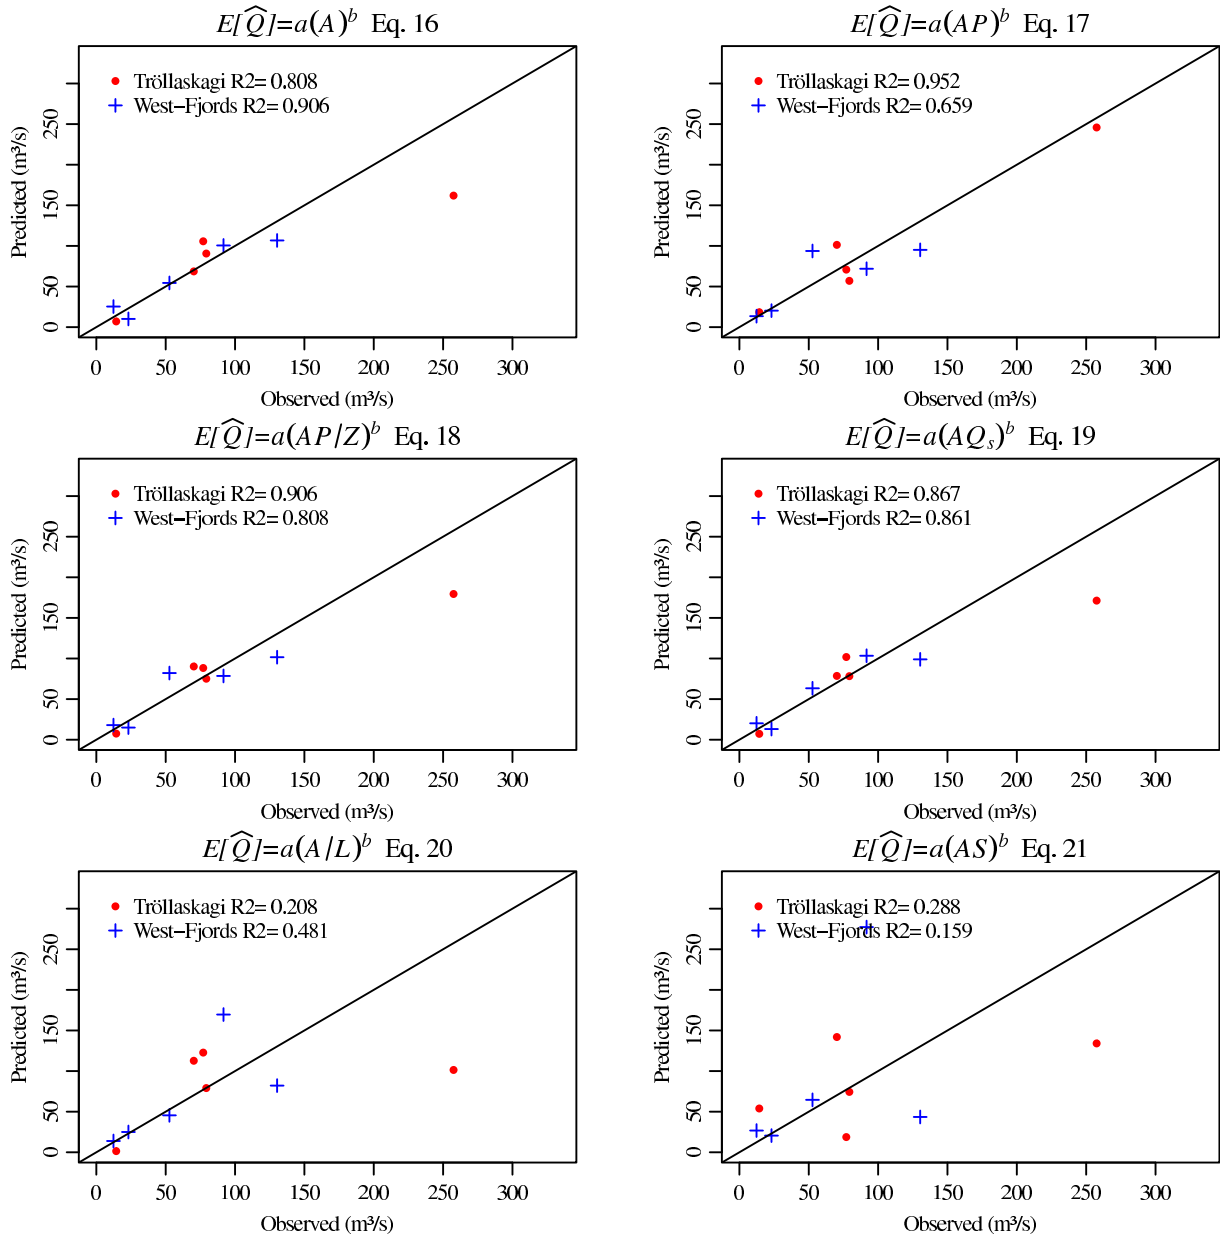 E[Q̂]=a(A)ᵇ Eq. 16
Tröllaskagi R2= 0.808
West−Fjords R2= 0.906
Predicted (m³/s)
0 50 150 250
0 50 100 150 200 250 300
Observed (m³/s)
E[Q̂]=a(AP)ᵇ Eq. 17
Tröllaskagi R2= 0.952
West−Fjords R2= 0.659
Predicted (m³/s)
0 50 150 250
0 50 100 150 200 250 300
Observed (m³/s)
E[Q̂]=a(AP/Z)ᵇ Eq. 18
Tröllaskagi R2= 0.906
West−Fjords R2= 0.808
Predicted (m³/s)
0 50 150 250
0 50 100 150 200 250 300
Observed (m³/s)
E[Q̂]=a(AQₛ)ᵇ Eq. 19
Tröllaskagi R2= 0.867
West−Fjords R2= 0.861
Predicted (m³/s)
0 50 150 250
0 50 100 150 200 250 300
Observed (m³/s)
E[Q̂]=a(A/L)ᵇ Eq. 20
Tröllaskagi R2= 0.208
West−Fjords R2= 0.481
Predicted (m³/s)
0 50 150 250
0 50 100 150 200 250 300
Observed (m³/s)
E[Q̂]=a(AS)ᵇ Eq. 21
Tröllaskagi R2= 0.288
West−Fjords R2= 0.159
Predicted (m³/s)
0 50 150 250
0 50 100 150 200 250 300
Observed (m³/s)